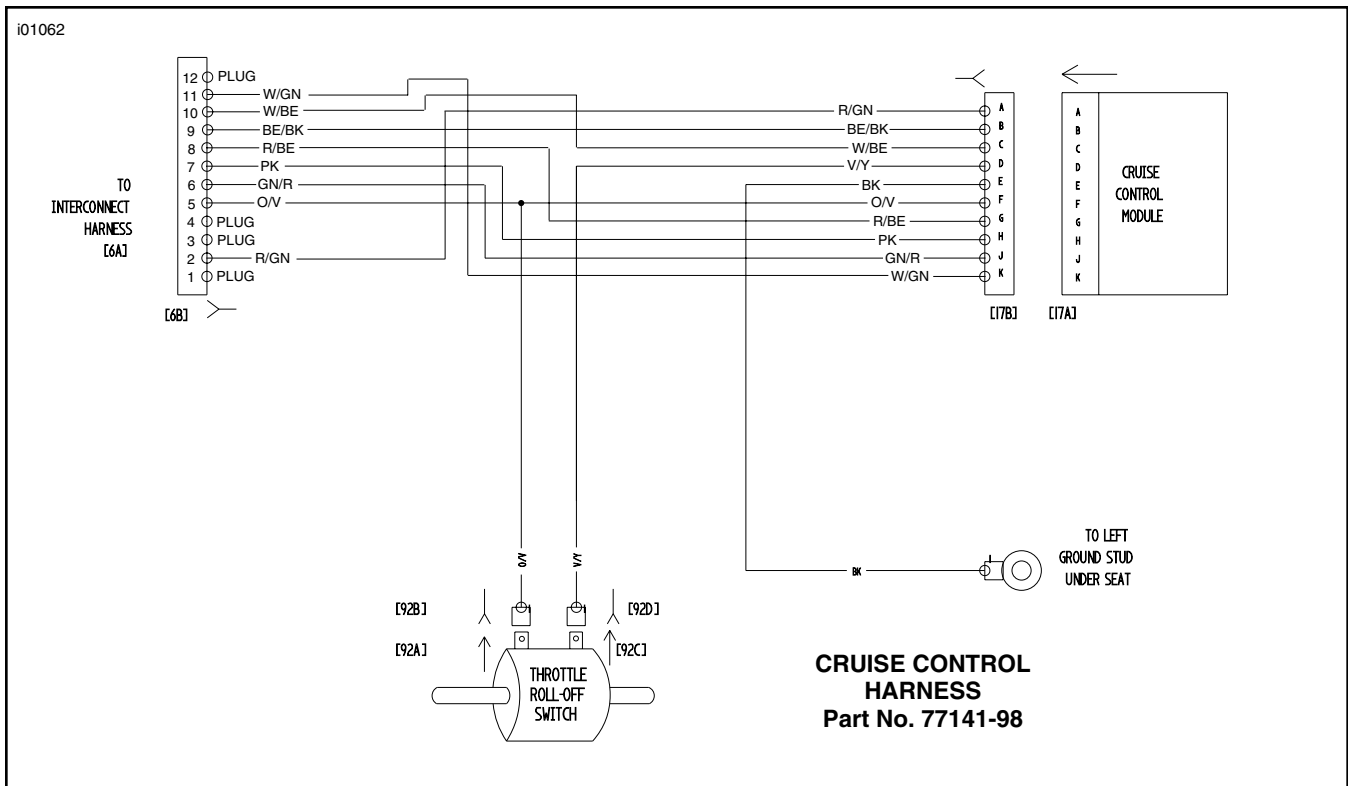 i01062
12 PLUG
11 W/GN
10 W/BE
9 BE/BK
8 R/BE
7 PK
6 GN/R
5 O/V
4 PLUG
3 PLUG
2 R/GN
1 PLUG
TO
INTERCONNECT
HARNESS
[6A]
[6B]
R/GN A
BE/BK B
W/BE C
V/Y D
BK E
O/V F
R/BE G
PK H
GN/R J
W/GN K
[17B]
A
B
C
D
E
F
G
H
J
K
[17A]
CRUISE
CONTROL
MODULE
O/V
V/Y
BK
1
TO LEFT
GROUND STUD
UNDER SEAT
[92B]
[92D]
[92A]
[92C]
THROTTLE
ROLL-OFF
SWITCH
CRUISE CONTROL
HARNESS
Part No. 77141-98